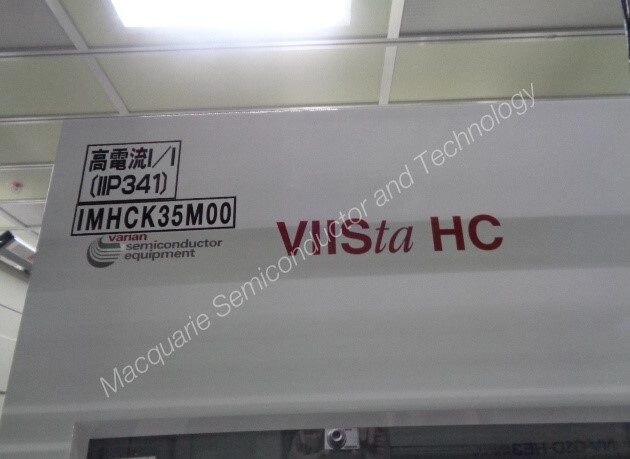 高電流I/I
(IIP341)
IMHCK35M00
varian
semiconductor
equipment
VIISta HC
Macquarie Semiconductor and Technology